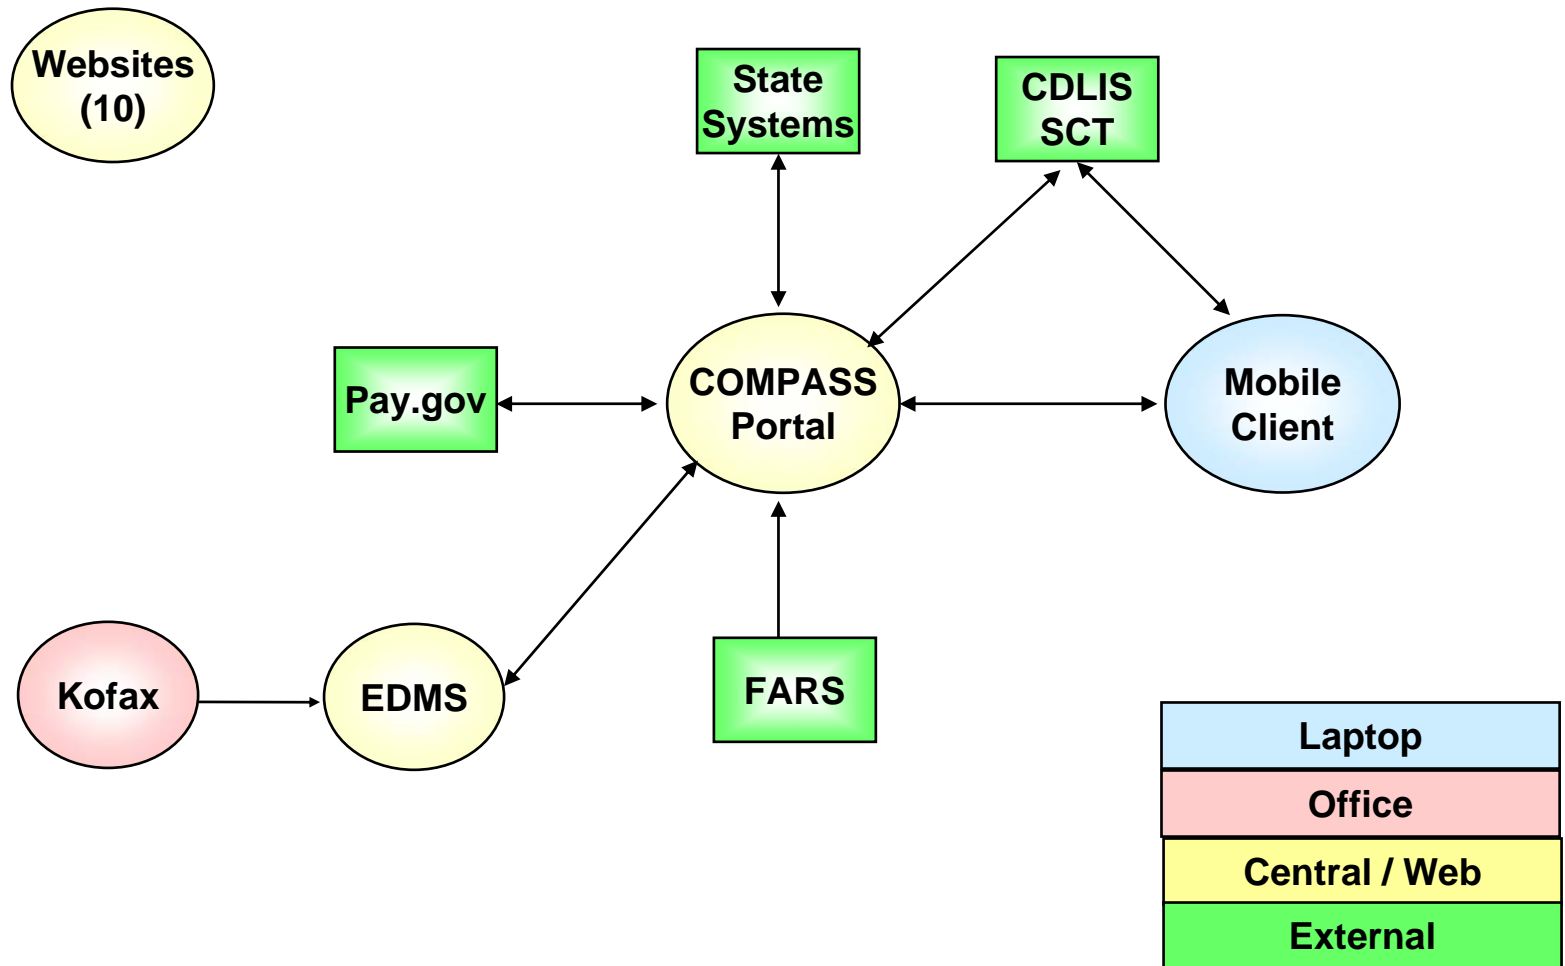 Websites
(10)
State
Systems
CDLIS
SCT
Pay.gov
COMPASS
Portal
Mobile
Client
Kofax
EDMS
FARS
Laptop
Office
Central / Web
External